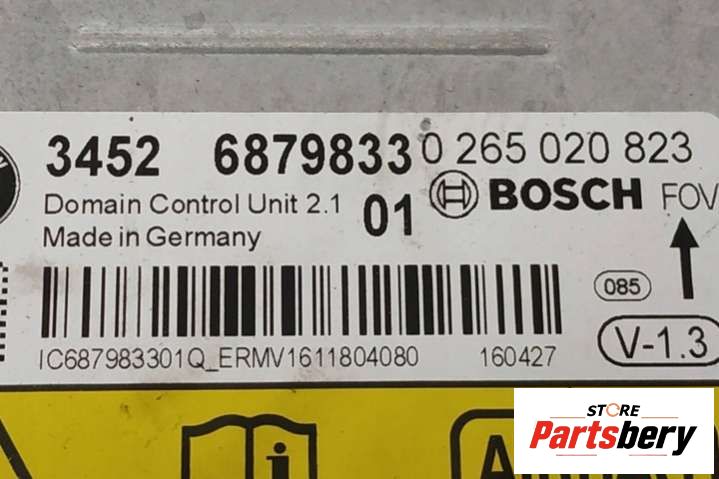 3452 6879833 0 265 020 823
Domain Control Unit 2.1 01 BOSCH FOV
Made in Germany
085
IC687983301Q_ERMV1611804080 160427
V-1.3
i
STORE
Partsbery